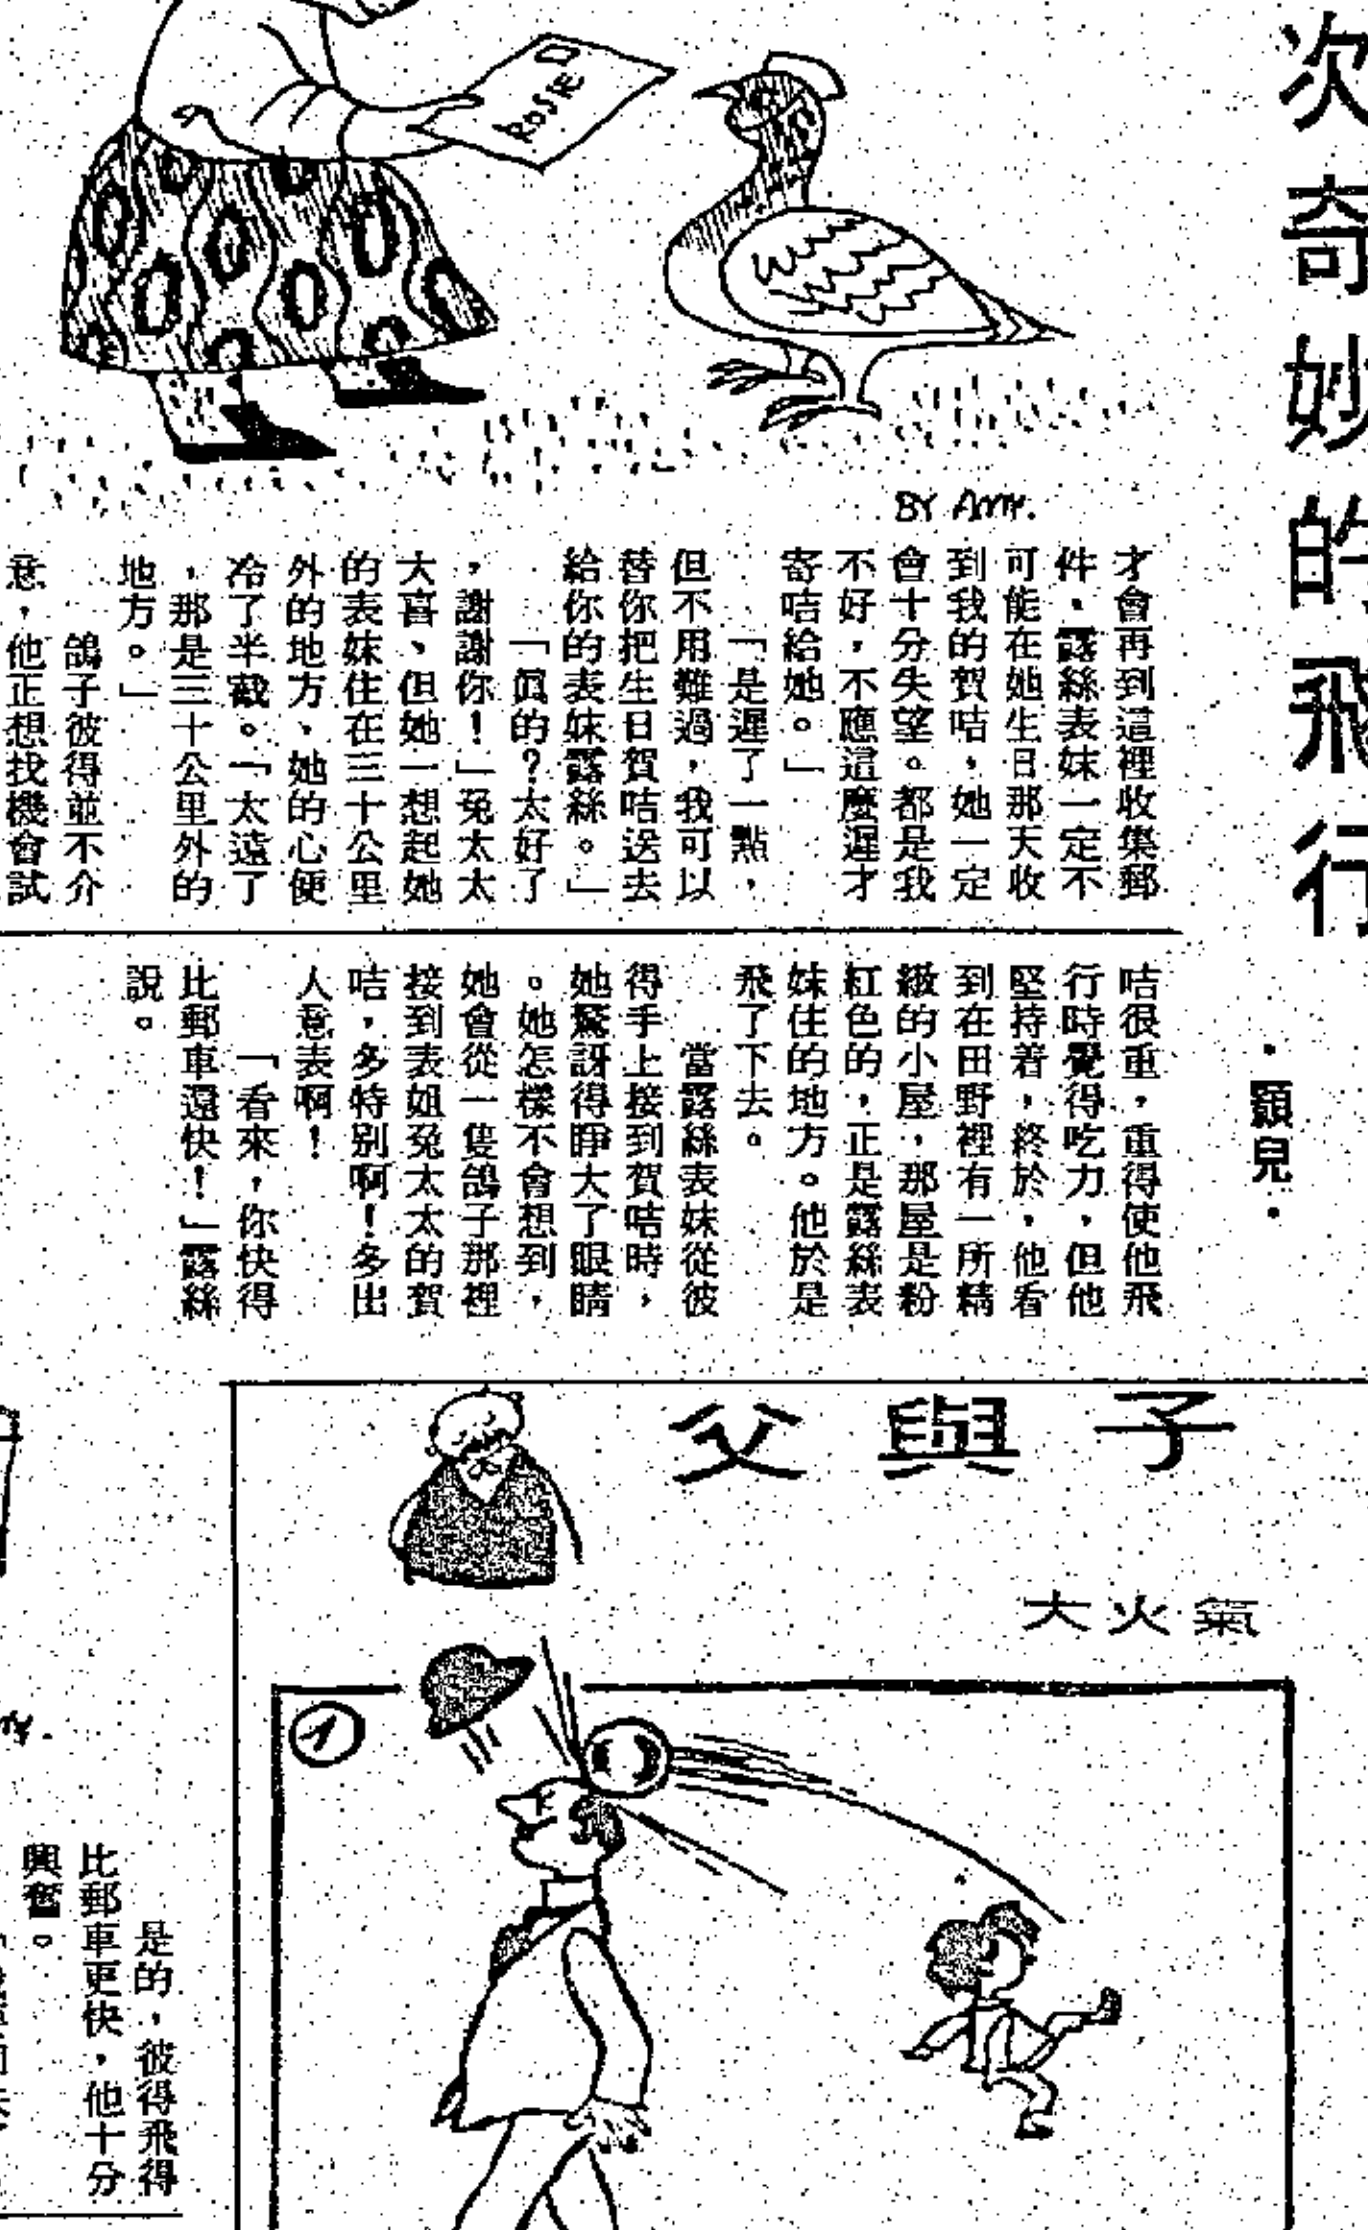 次奇妙的飛行
·顥兒·
ROSIE
BY Amy.
才會再到這裡收集郵
件,露絲表妹一定不
可能在她生日那天收
到我的賀咭,她一定
會十分失望。都是我
不好,不應這麼遲才
寄咭給她。」
「是遲了一點,
但不用難過,我可以
替你把生日賀咭送去
給你的表妹露絲。」
「真的?太好了
,謝謝你!」兔太太
大喜、但她一想起她
的表妹住在三十公里
外的地方、她的心便
冷了半截。「太遠了
,那是三十公里外的
地方。」
鴿子彼得並不介
意,他正想找機會試
咭很重,重得使他飛
行時覺得吃力,但他
堅持着,終於,他看
到在田野裡有一所精
緻的小屋,那屋是粉
紅色的,正是露絲表
妹住的地方。他於是
飛了下去。
當露絲表妹從彼
得手上接到賀咭時,
她驚訝得睜大了眼睛
。她怎樣不會想到,
她會從一隻鴿子那裡
接到表姐兔太太的賀
咭,多特別啊!多出
人意表啊!
「看來,你快得
比郵車還快!」露絲
說。
是的,彼得飛得
比郵車更快,他十分
興奮。
父與子
大火氣
1